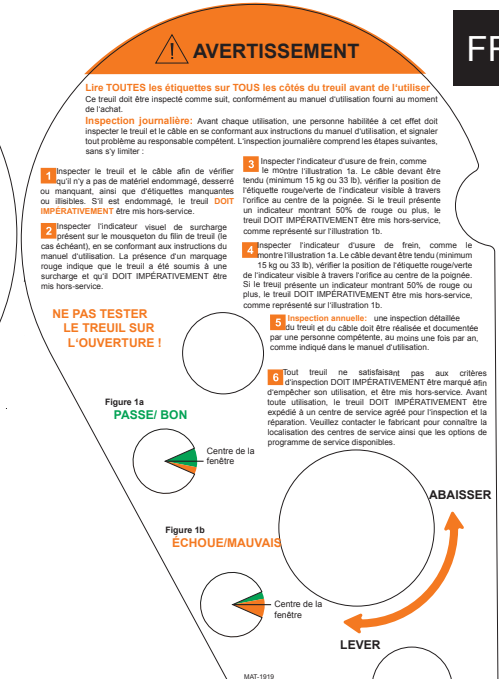 AVERTISSEMENT
FR
Lire TOUTES les étiquettes sur TOUS les côtés du treuil avant de l'utiliser
Ce treuil doit être inspecté comme suit, conformément au manuel d'utilisation fourni au moment
de l'achat.
Inspection journalière: Avant chaque utilisation, une personne habilitée à cet effet doit
inspecter le treuil et le câble en se conformant aux instructions du manuel d'utilisation, et signaler
tout problème au responsable compétent. L'inspection journalière comprend les étapes suivantes,
sans s'y limiter :
1 Inspecter le treuil et le câble afin de vérifier
qu'il n'y a pas de matériel endommagé, desserré
ou manquant, ainsi que d'étiquettes manquantes
ou illisibles. S'il est endommagé, le treuil DOIT
IMPÉRATIVEMENT être mis hors-service.
2 Inspecter l'indicateur visuel de surcharge
présent sur le mousqueton du filin de treuil (le
cas échéant), en se conformant aux instructions du
manuel d'utilisation. La présence d'un marquage
rouge indique que le treuil a été soumis à une
surcharge et qu'il DOIT IMPÉRATIVEMENT être
mis hors-service.
NE PAS TESTER
LE TREUIL SUR
L'OUVERTURE !
3 Inspecter l'indicateur d'usure de frein, comme
le montre l'illustration 1a. Le câble devant être
tendu (minimum 15 kg ou 33 lb), vérifier la position de
l'étiquette rouge/verte de l'indicateur visible à travers
l'orifice au centre de la poignée. Si le treuil présente
un indicateur montrant 50% de rouge ou plus, le
treuil DOIT IMPÉRATIVEMENT être mis hors-service,
comme représenté sur l'illustration 1b.
4 Inspecter l'indicateur d'usure de frein, comme le
montre l'illustration 1a. Le câble devant être tendu (minimum
15 kg ou 33 lb), vérifier la position de l'étiquette rouge/verte
de l'indicateur visible à travers l'orifice au centre de la poignée.
Si le treuil présente un indicateur montrant 50% de rouge ou
plus, le treuil DOIT IMPÉRATIVEMENT être mis hors-service,
comme représenté sur l'illustration 1b.
5 Inspection annuelle: une inspection détaillée
du treuil et du câble doit être réalisée et documentée
par une personne compétente, au moins une fois par an,
comme indiqué dans le manuel d'utilisation.
6 Tout treuil ne satisfaisant pas aux critères
d'inspection DOIT IMPÉRATIVEMENT être marqué afin
d'empêcher son utilisation, et être mis hors-service. Avant
toute utilisation, le treuil DOIT IMPÉRATIVEMENT être
expédié à un centre de service agréé pour l'inspection et la
réparation. Veuillez contacter le fabricant pour connaître la
localisation des centres de service ainsi que les options de
programme de service disponibles.
Figure 1a
PASSE/ BON
Centre de la
fenêtre
Figure 1b
ÉCHOUE/MAUVAIS
Centre de la
fenêtre
ABAISSER
LEVER
MAT-1919